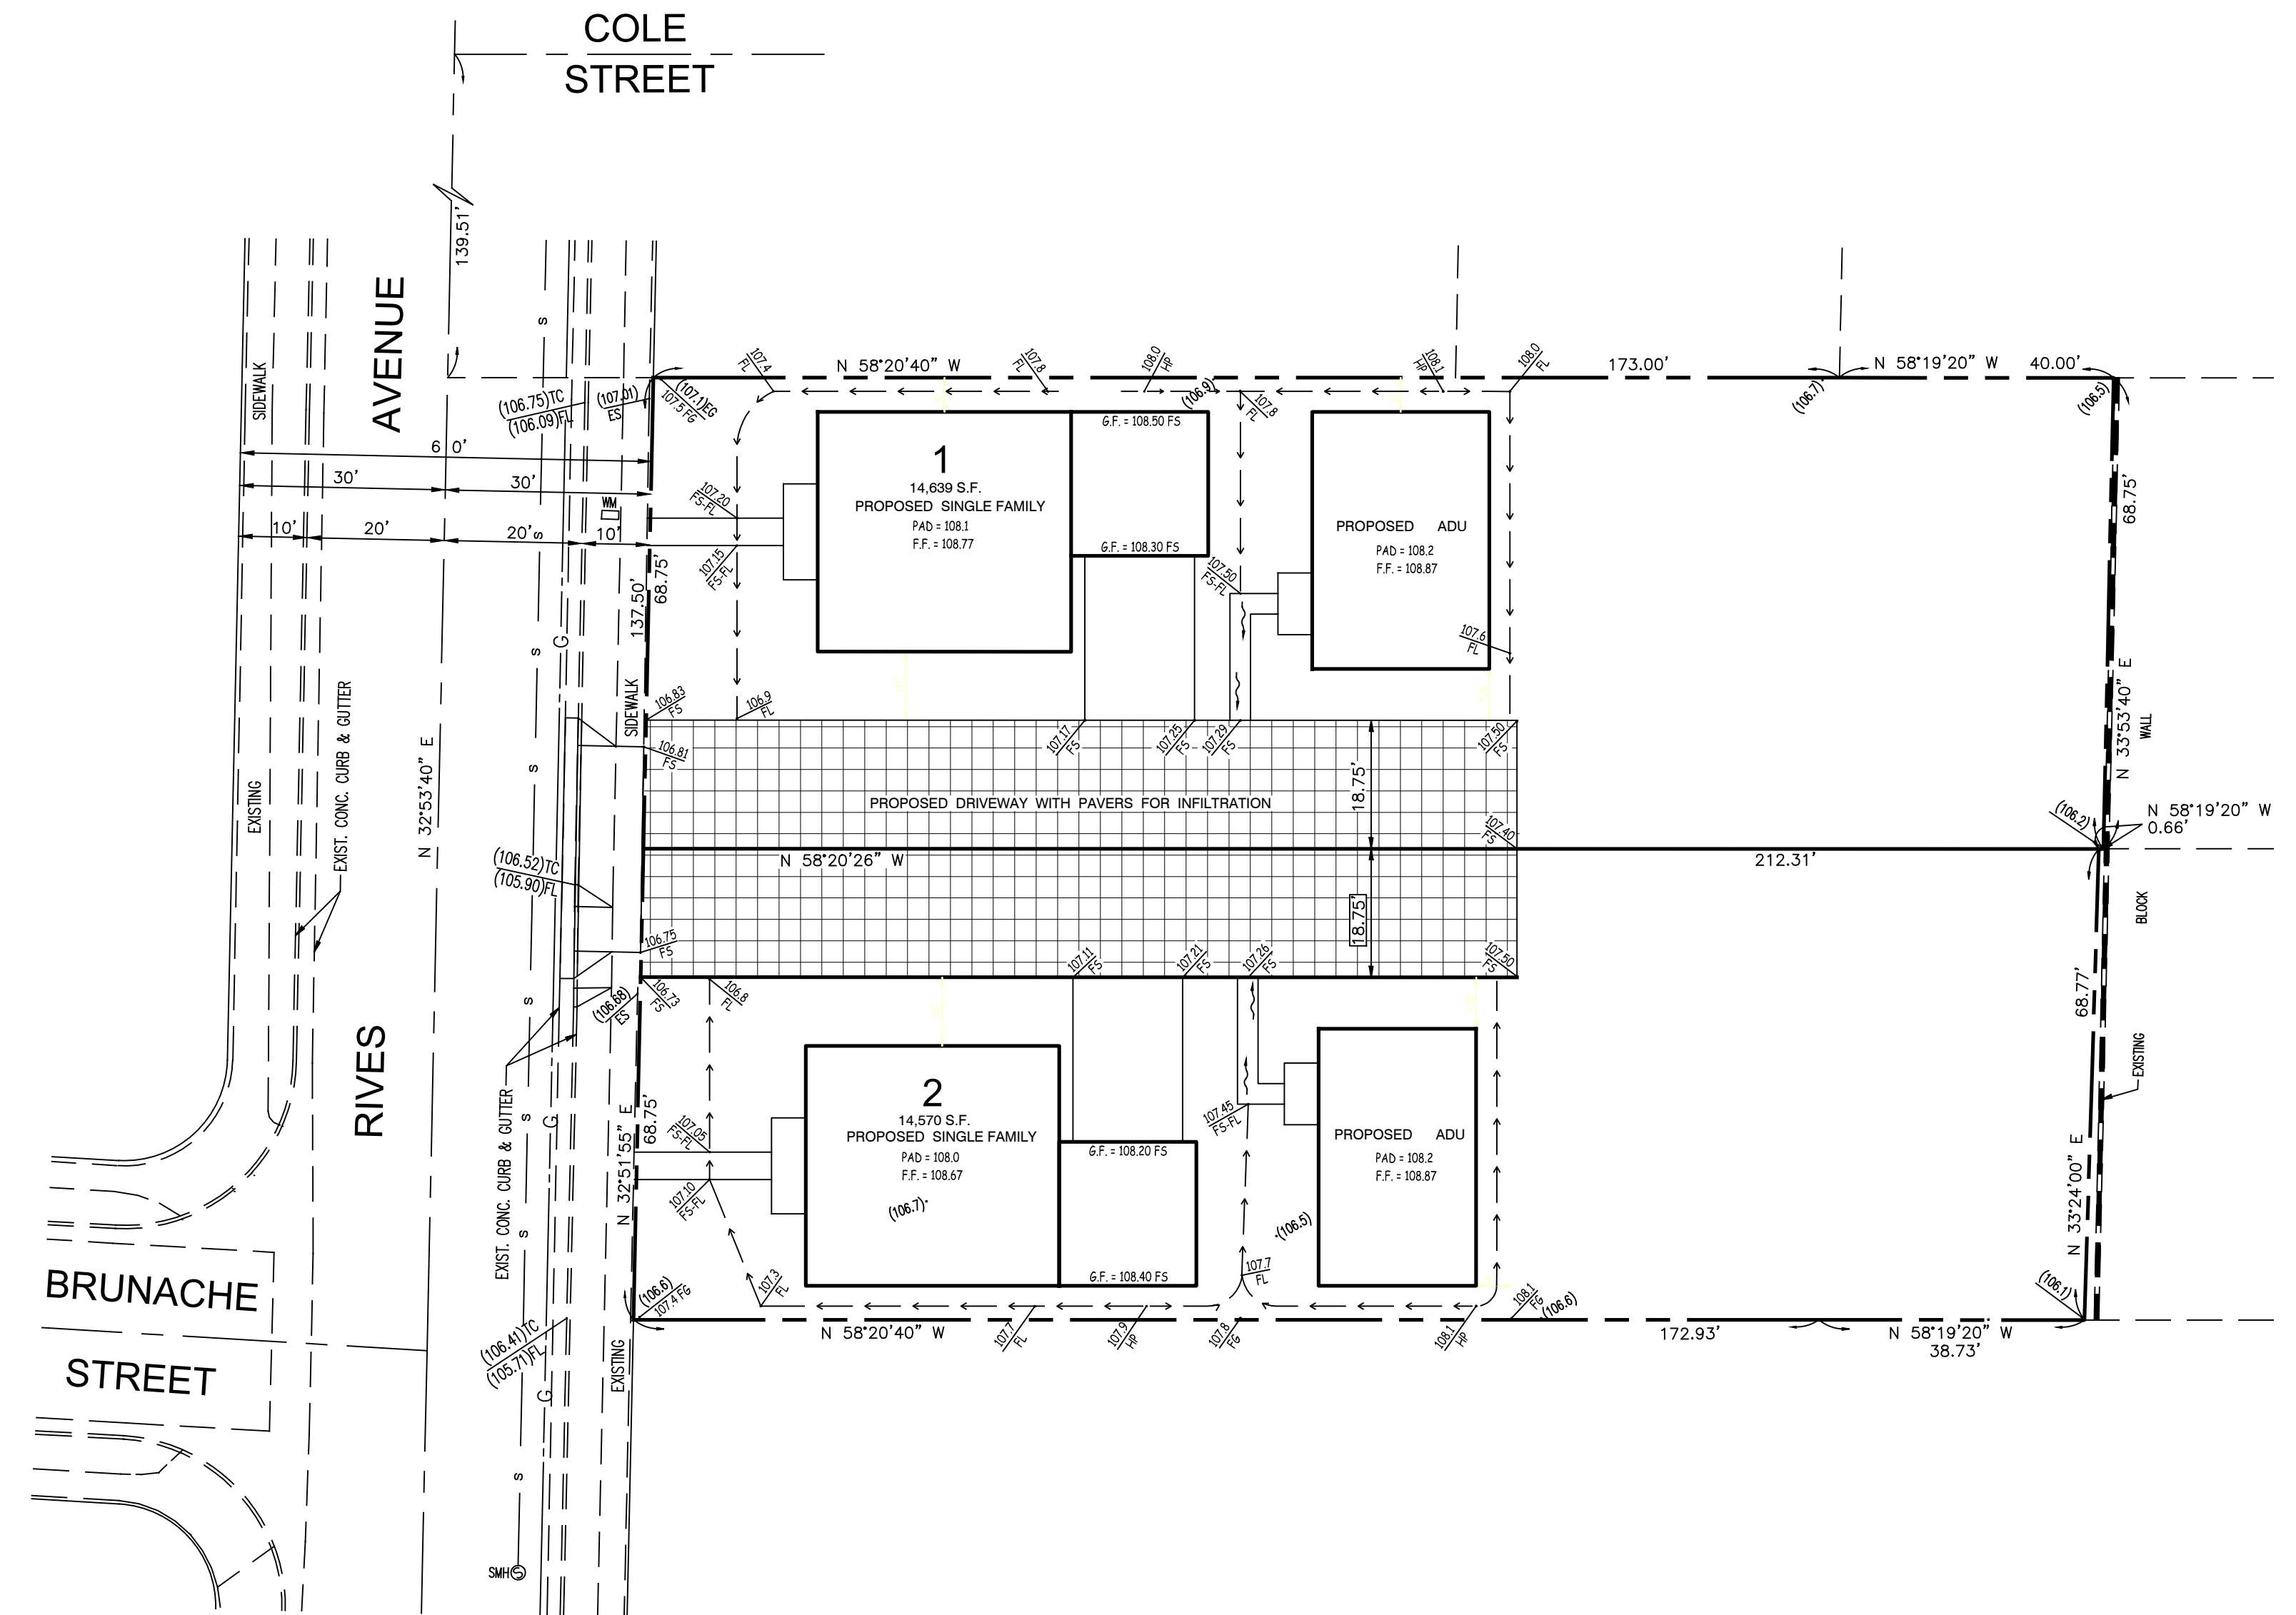 COLE
STREET
139.51'
AVENUE
SIDEWALK
(106.75)TC
(106.09)FL
(107.01)
ES
(107.1)EG
107.5 FG
107.4
FL
N 58°20'40" W
107.8
FL
108.0
HP
(106.9)
107.8
FL
108.1
HP
108.0
FL
173.00'
N 58°19'20" W
40.00'
(106.7)
(106.5)
60'
30'
30'
10'
20'
20'
10'
WM
s
s
G
137.50'
68.75'
107.20
FS-FL
107.15
FS-FL
1
14,639 S.F.
PROPOSED SINGLE FAMILY
PAD = 108.1
F.F. = 108.77
G.F. = 108.50 FS
G.F. = 108.30 FS
107.50
FS-FL
PROPOSED ADU
PAD = 108.2
F.F. = 108.87
107.6
FL
68.75'
N 33°53'40" E
WALL
SIDEWALK
EXISTING
EXIST. CONC. CURB & GUTTER
N 32°53'40" E
s
s
s
106.83
FS
106.9
FL
106.81
FS
107.17
FS
107.25
FS
107.29
FS
107.50
FS
PROPOSED DRIVEWAY WITH PAVERS FOR INFILTRATION
18.75'
107.40
FS
N 58°20'26" W
212.31'
(106.2)
N 58°19'20" W
0.66'
(106.52)TC
(105.90)FL
18.75'
106.75
FS
107.11
FS
107.21
FS
107.26
FS
107.50
FS
BLOCK
68.77'
EXISTING
N 33°24'00" E
(106.1)
106.73
FS
(106.68)
ES
106.8
FL
RIVES
EXIST. CONC. CURB & GUTTER
s
s
s
G
N 32°51'55" E
68.75'
107.05
FS-FL
107.10
FS-FL
2
14,570 S.F.
PROPOSED SINGLE FAMILY
PAD = 108.0
F.F. = 108.67
(106.7)
G.F. = 108.20 FS
G.F. = 108.40 FS
107.45
FS-FL
(106.5)
107.7
FL
PROPOSED ADU
PAD = 108.2
F.F. = 108.87
(106.6)
107.4 FG
107.3
FL
N 58°20'40" W
107.7
FL
107.9
HP
107.8
FG
108.1
HP
108.1
FG
(106.6)
172.93'
N 58°19'20" W
38.73'
(106.41)TC
(105.71)FL
EXISTING
BRUNACHE
STREET
G
s
SMH S